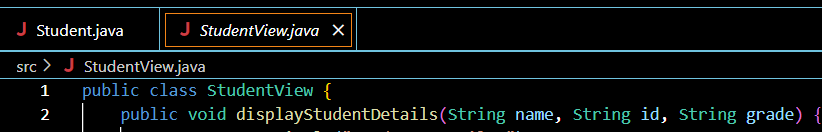 Student.java StudentView.java
src > StudentView.java
1 public class StudentView {
2 public void displayStudentDetails(String name, String id, String grade) {